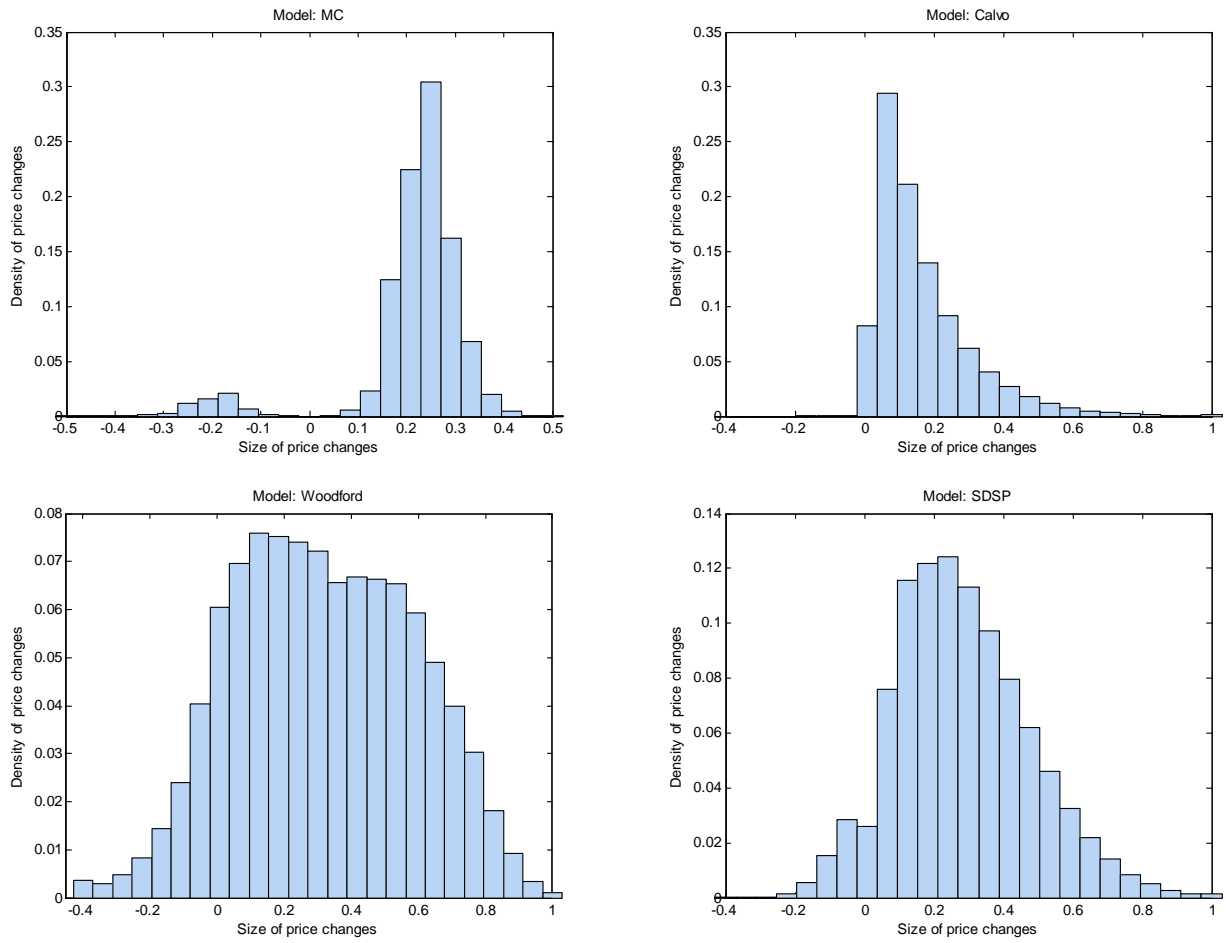 Model: MC
0.35
0.3
0.25
0.2
0.15
0.1
0.05
0
Density of price changes
-0.5 -0.4 -0.3 -0.2 -0.1 0 0.1 0.2 0.3 0.4 0.5
Size of price changes
Model: Calvo
0.35
0.3
0.25
0.2
0.15
0.1
0.05
0
Density of price changes
-0.4 -0.2 0 0.2 0.4 0.6 0.8 1
Size of price changes
Model: Woodford
0.08
0.07
0.06
0.05
0.04
0.03
0.02
0.01
0
Density of price changes
-0.4 -0.2 0 0.2 0.4 0.6 0.8 1
Size of price changes
Model: SDSP
0.14
0.12
0.1
0.08
0.06
0.04
0.02
0
Density of price changes
-0.4 -0.2 0 0.2 0.4 0.6 0.8 1
Size of price changes